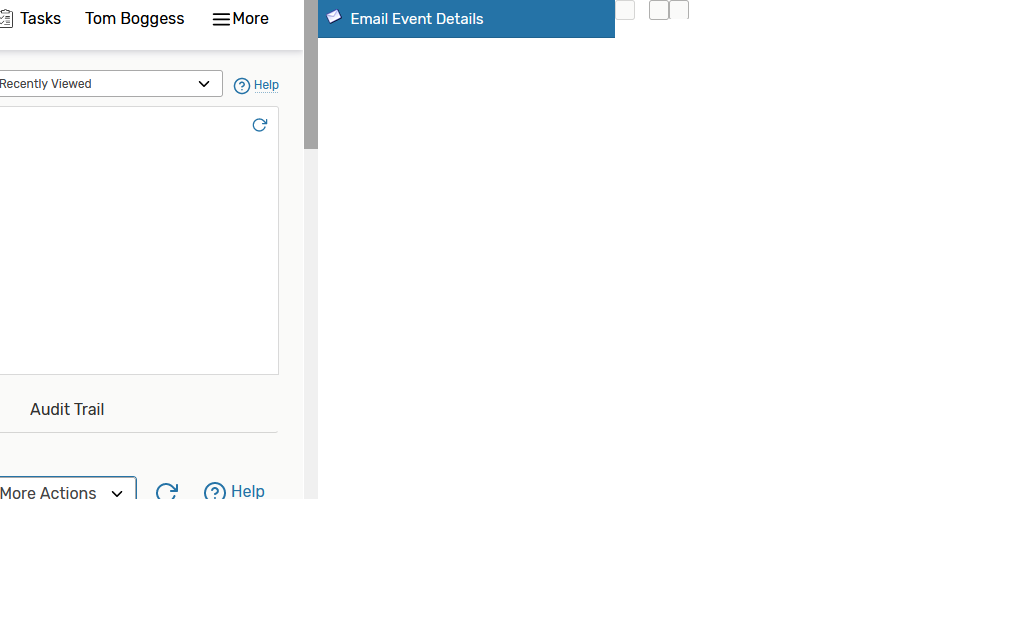 Tasks Tom Boggess More
Email Event Details
Recently Viewed
Help
Audit Trail
More Actions
Help